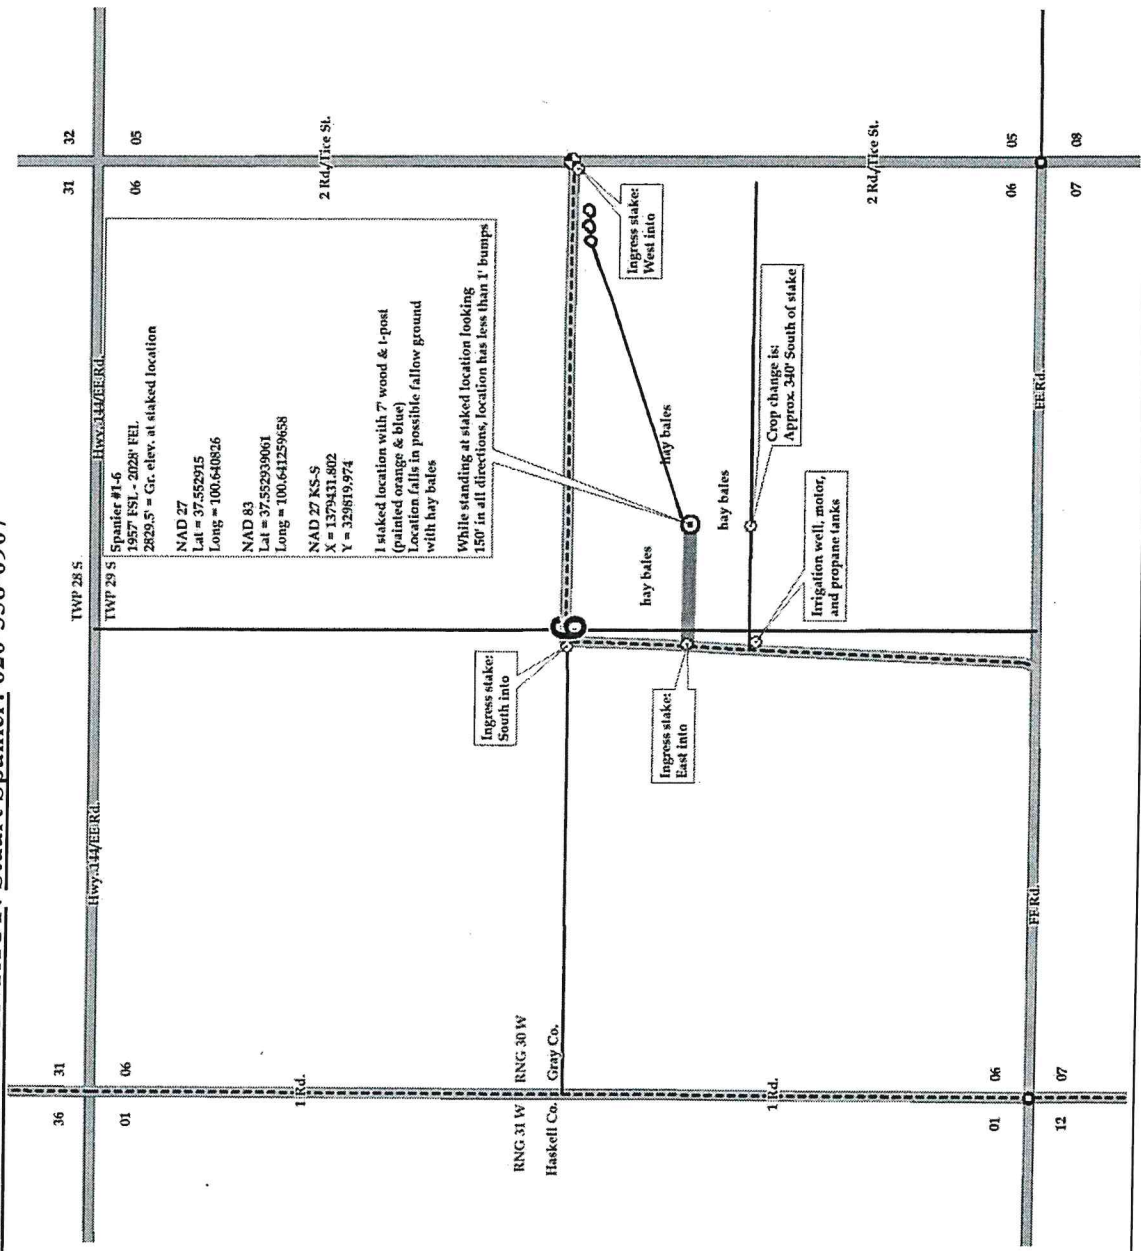 TWP 28 S
TWP 29 S
36
31
01
06
31
32
06
05
Hwy. 144/EE Rd.
Hwy. 144/EE Rd.
Spanier #1-6
1957' FSL - 2028' FEL
2829.5' = Gr. elev. at staked location
NAD 27
Lat = 37.552915
Long = 100.640826
NAD 83
Lat = 37.552939061
Long = 100.641259658
NAD 27 KS-S
X = 1379431.802
Y = 329819.974
I staked location with 7' wood & t-post
(painted orange & blue)
Location falls in possible fallow ground
with hay bales
While standing at staked location looking
150' in all directions, location has less than 1' bumps
1 Rd.
2 Rd./Tice St.
RNG 31 W
RNG 30 W
Haskell Co.
Gray Co.
Ingress stake:
South into
6
Ingress stake:
West into
hay bales
hay bales
hay bales
Ingress stake:
East into
Crop change is:
Approx. 340' South of stake
Irrigation well, motor,
and propane tanks
1 Rd.
2 Rd./Tice St.
01
06
12
07
06
05
07
08
FF Rd.
FF Rd.